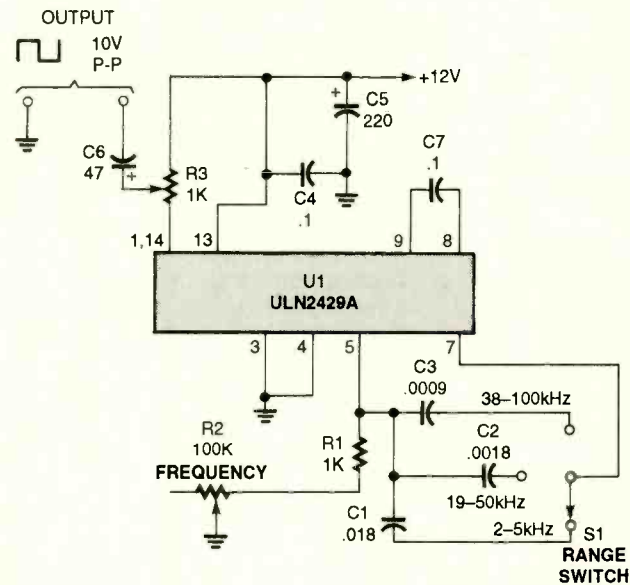 OUTPUT
10V
P-P
+12V
+
C5
220
C7
.1
C6
47
+
R3
1K
C4
.1
1,14
13
9
8
U1
ULN2429A
3
4
5
7
C3
.0009
38–100kHz
R2
100K
FREQUENCY
R1
1K
C2
.0018
19–50kHz
C1
.018
2–5kHz
S1
RANGE
SWITCH